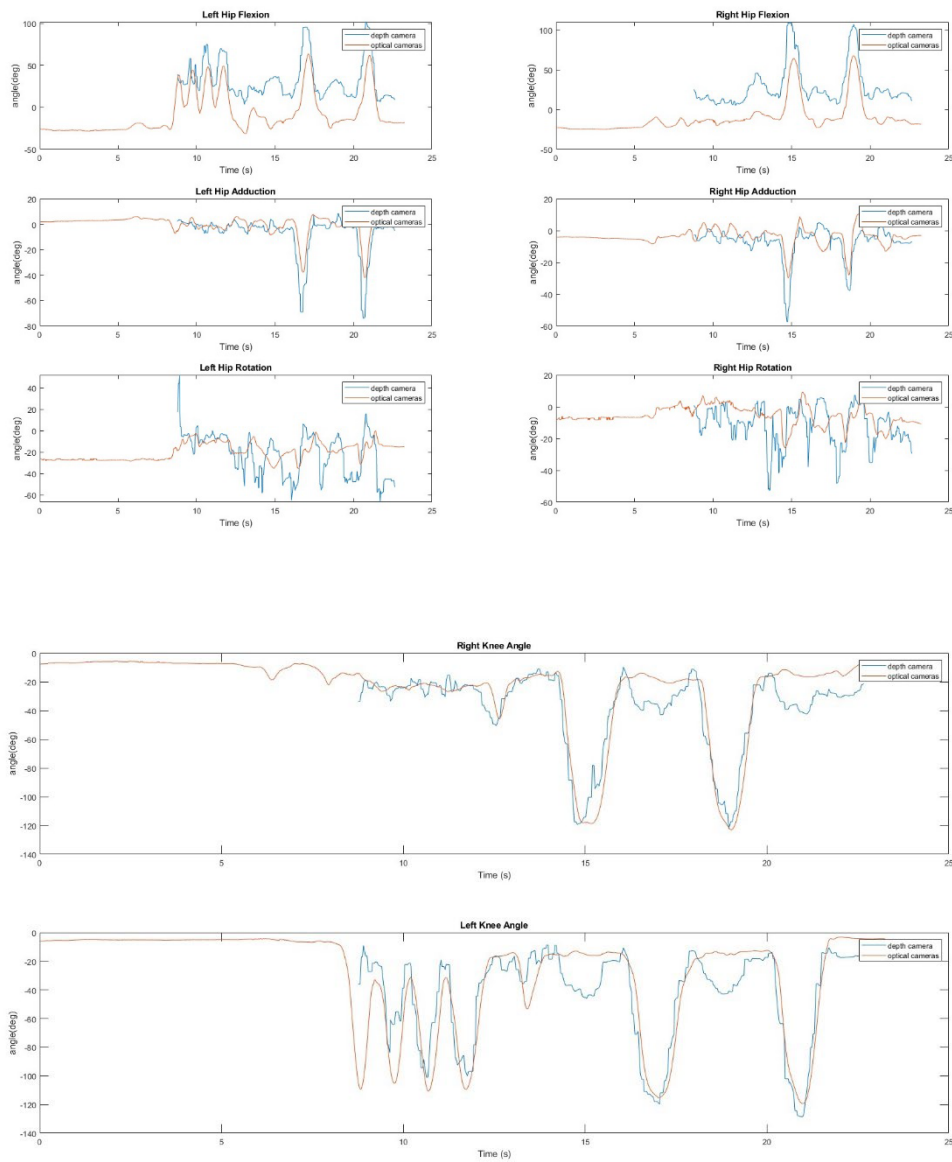 Left Hip Flexion
100
50
0
-50
angle(deg)
depth camera
optical cameras
0 5 10 15 20 25
Time (s)
Right Hip Flexion
100
50
0
-50
angle(deg)
depth camera
optical cameras
0 5 10 15 20 25
Time (s)
Left Hip Adduction
20
0
-20
-40
-60
-80
angle(deg)
depth camera
optical cameras
0 5 10 15 20 25
Time (s)
Right Hip Adduction
20
0
-20
-40
-60
angle(deg)
depth camera
optical cameras
0 5 10 15 20 25
Time (s)
Left Hip Rotation
40
20
0
-20
-40
-60
angle(deg)
depth camera
optical cameras
0 5 10 15 20 25
Time (s)
Right Hip Rotation
20
0
-20
-40
-60
angle(deg)
depth camera
optical cameras
0 5 10 15 20 25
Time (s)
Right Knee Angle
0
-20
-40
-60
-80
-100
-120
-140
angle(deg)
depth camera
optical cameras
0 5 10 15 20 25
Time (s)
Left Knee Angle
0
-20
-40
-60
-80
-100
-120
-140
angle(deg)
depth camera
optical cameras
0 5 10 15 20 25
Time (s)